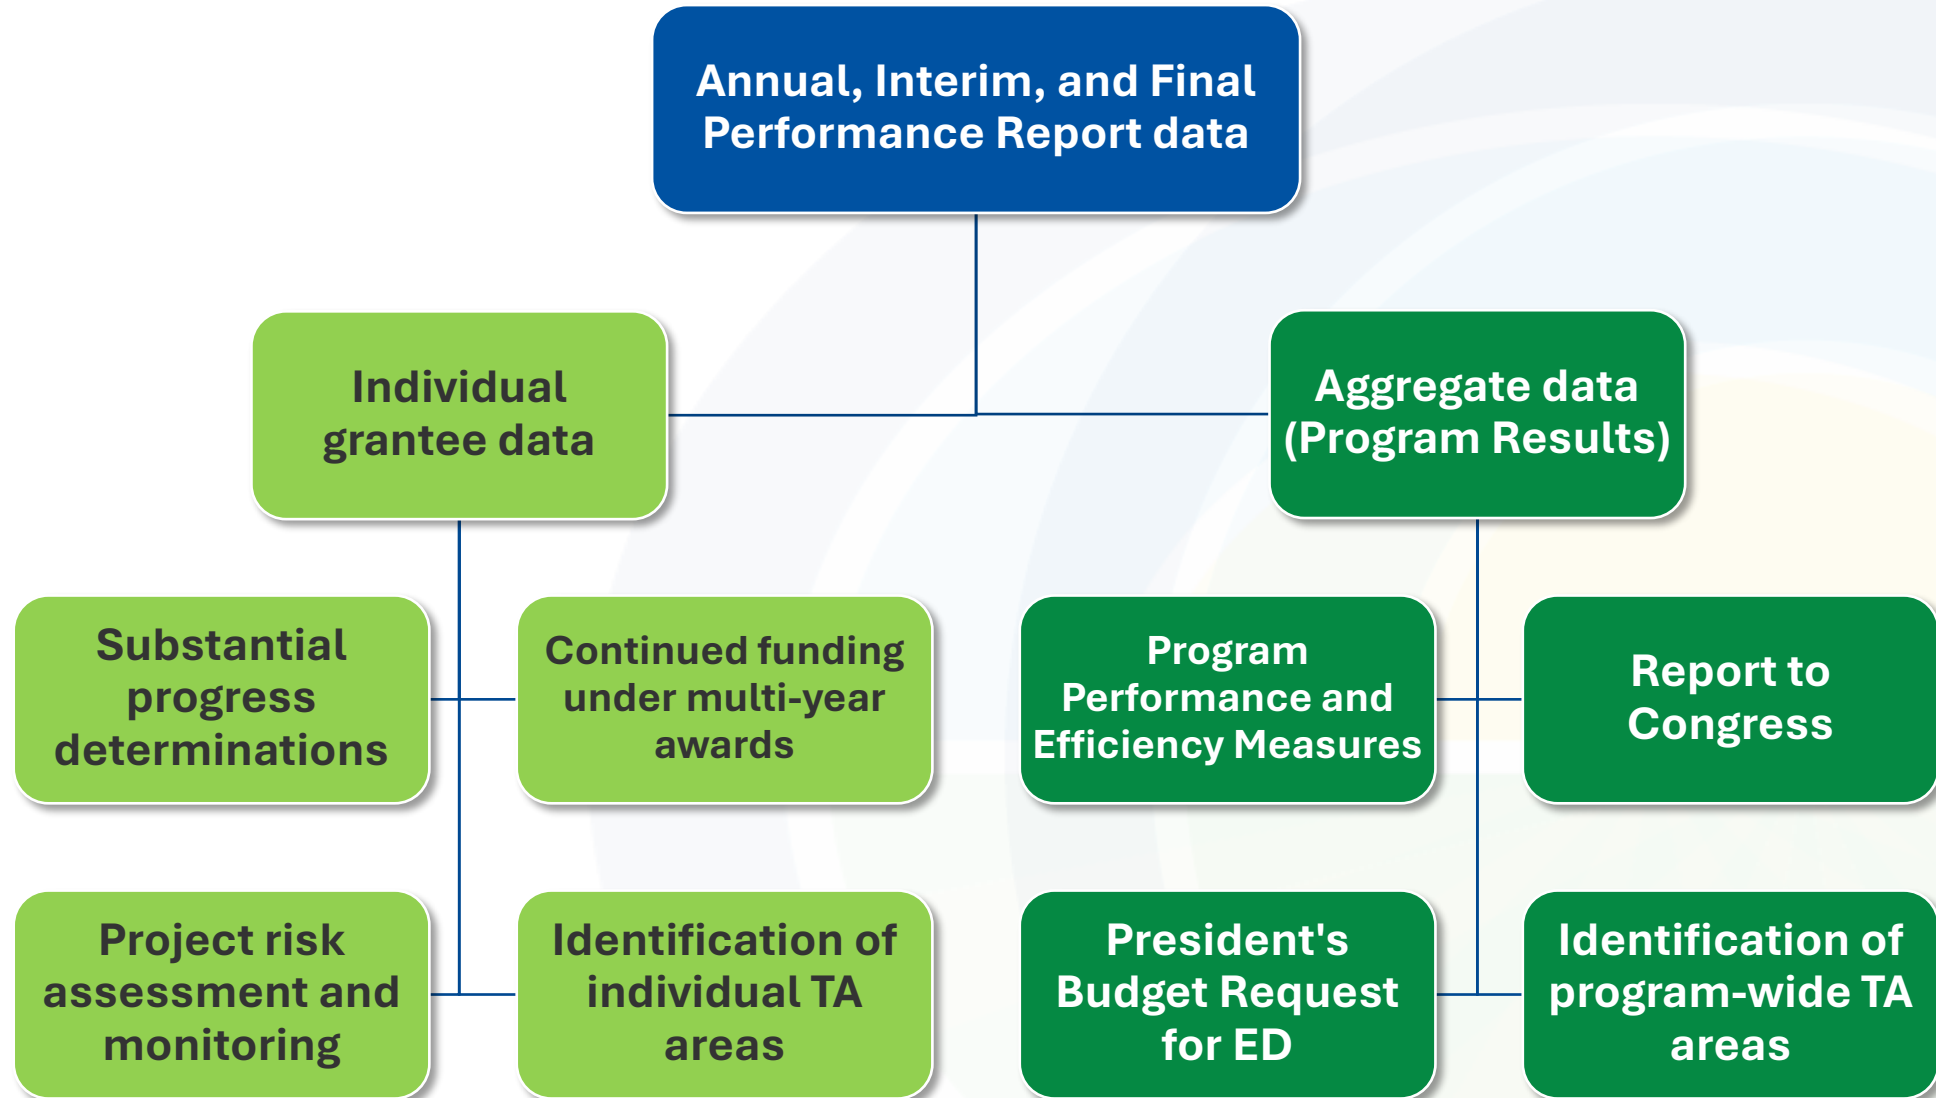 Annual, Interim, and Final
Performance Report data
Individual
grantee data
Aggregate data
(Program Results)
Substantial
progress
determinations
Continued funding
under multi-year
awards
Program
Performance and
Efficiency Measures
Report to
Congress
Project risk
assessment and
monitoring
Identification of
individual TA
areas
President's
Budget Request
for ED
Identification of
program-wide TA
areas